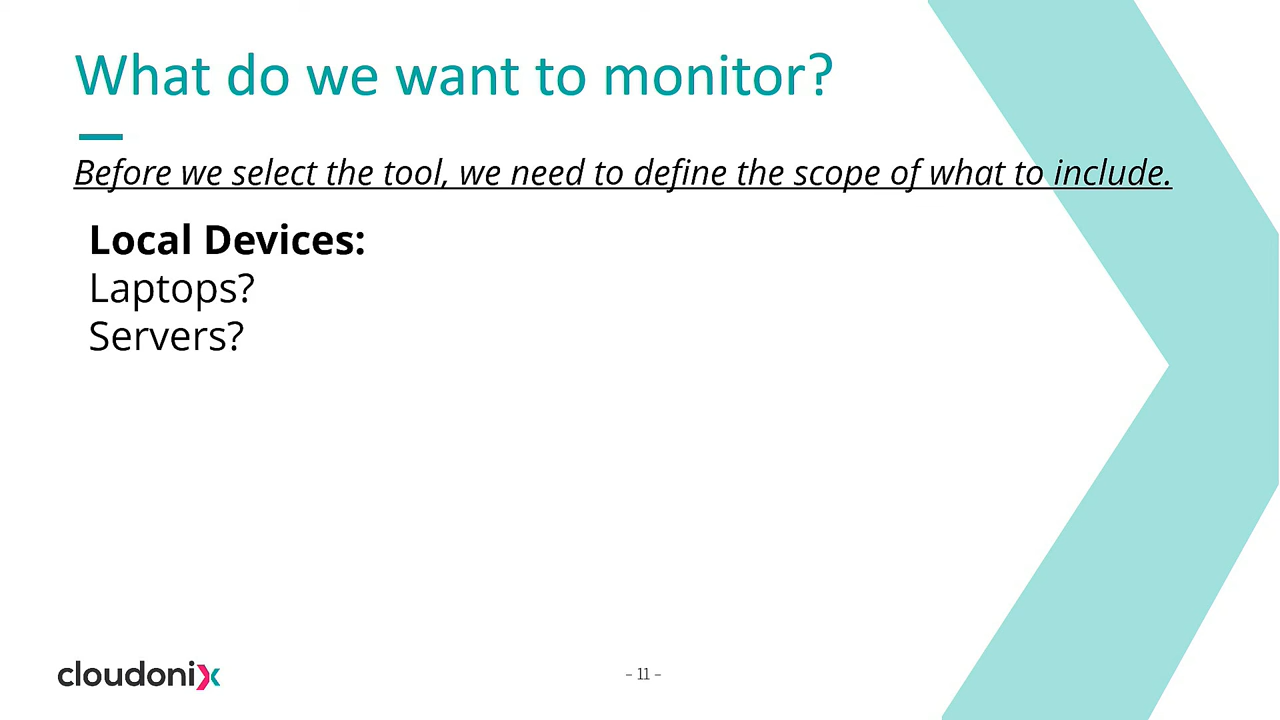 What do we want to monitor?
Before we select the tool, we need to define the scope of what to include.
Local Devices:
Laptops?
Servers?
cloudonix
– 11 –